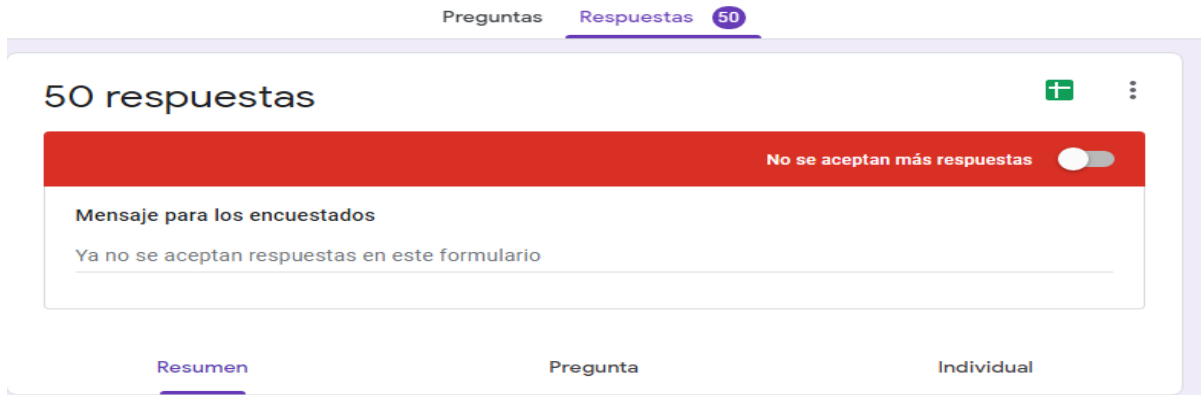 Preguntas Respuestas 50
50 respuestas
No se aceptan más respuestas
Mensaje para los encuestados
Ya no se aceptan respuestas en este formulario
Resumen Pregunta Individual